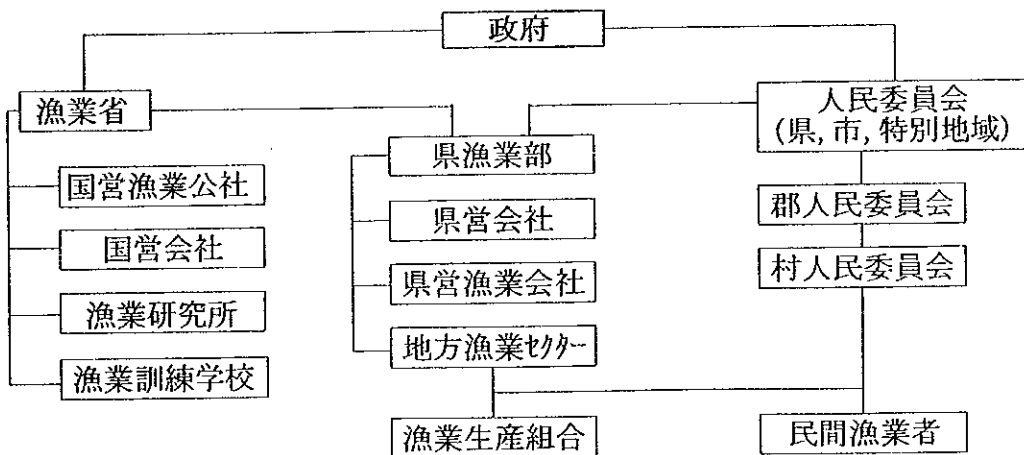 政府
漁業省
人民委員会
(県, 市, 特別地域)
県漁業部
国営漁業公社
県営会社
郡人民委員会
国営会社
県営漁業会社
村人民委員会
漁業研究所
地方漁業セクター
漁業訓練学校
漁業生産組合
民間漁業者